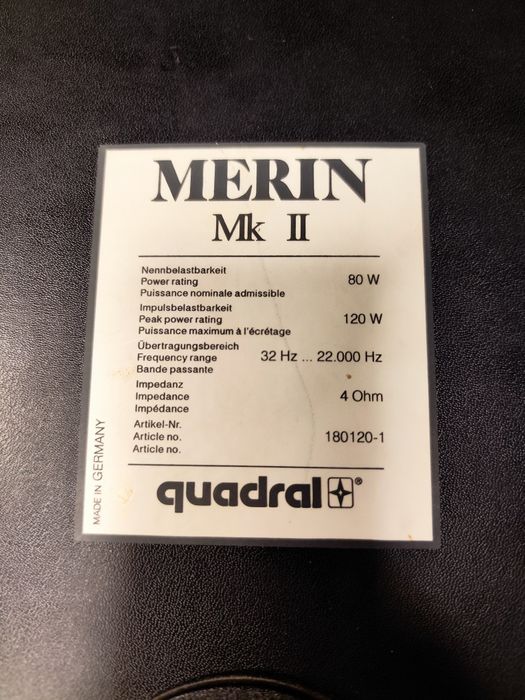 MERIN
Mk II
Nennbelastbarkeit
Power rating 80 W
Puissance nominale admissible
Impulsbelastbarkeit
Peak power rating 120 W
Puissance maximum à l'écrétage
Übertragungsbereich
Frequency range 32 Hz ... 22.000 Hz
Bande passante
Impedanz
Impedance 4 Ohm
Impédance
Artikel-Nr.
Article no. 180120-1
Article no.
MADE IN GERMANY
quadral®